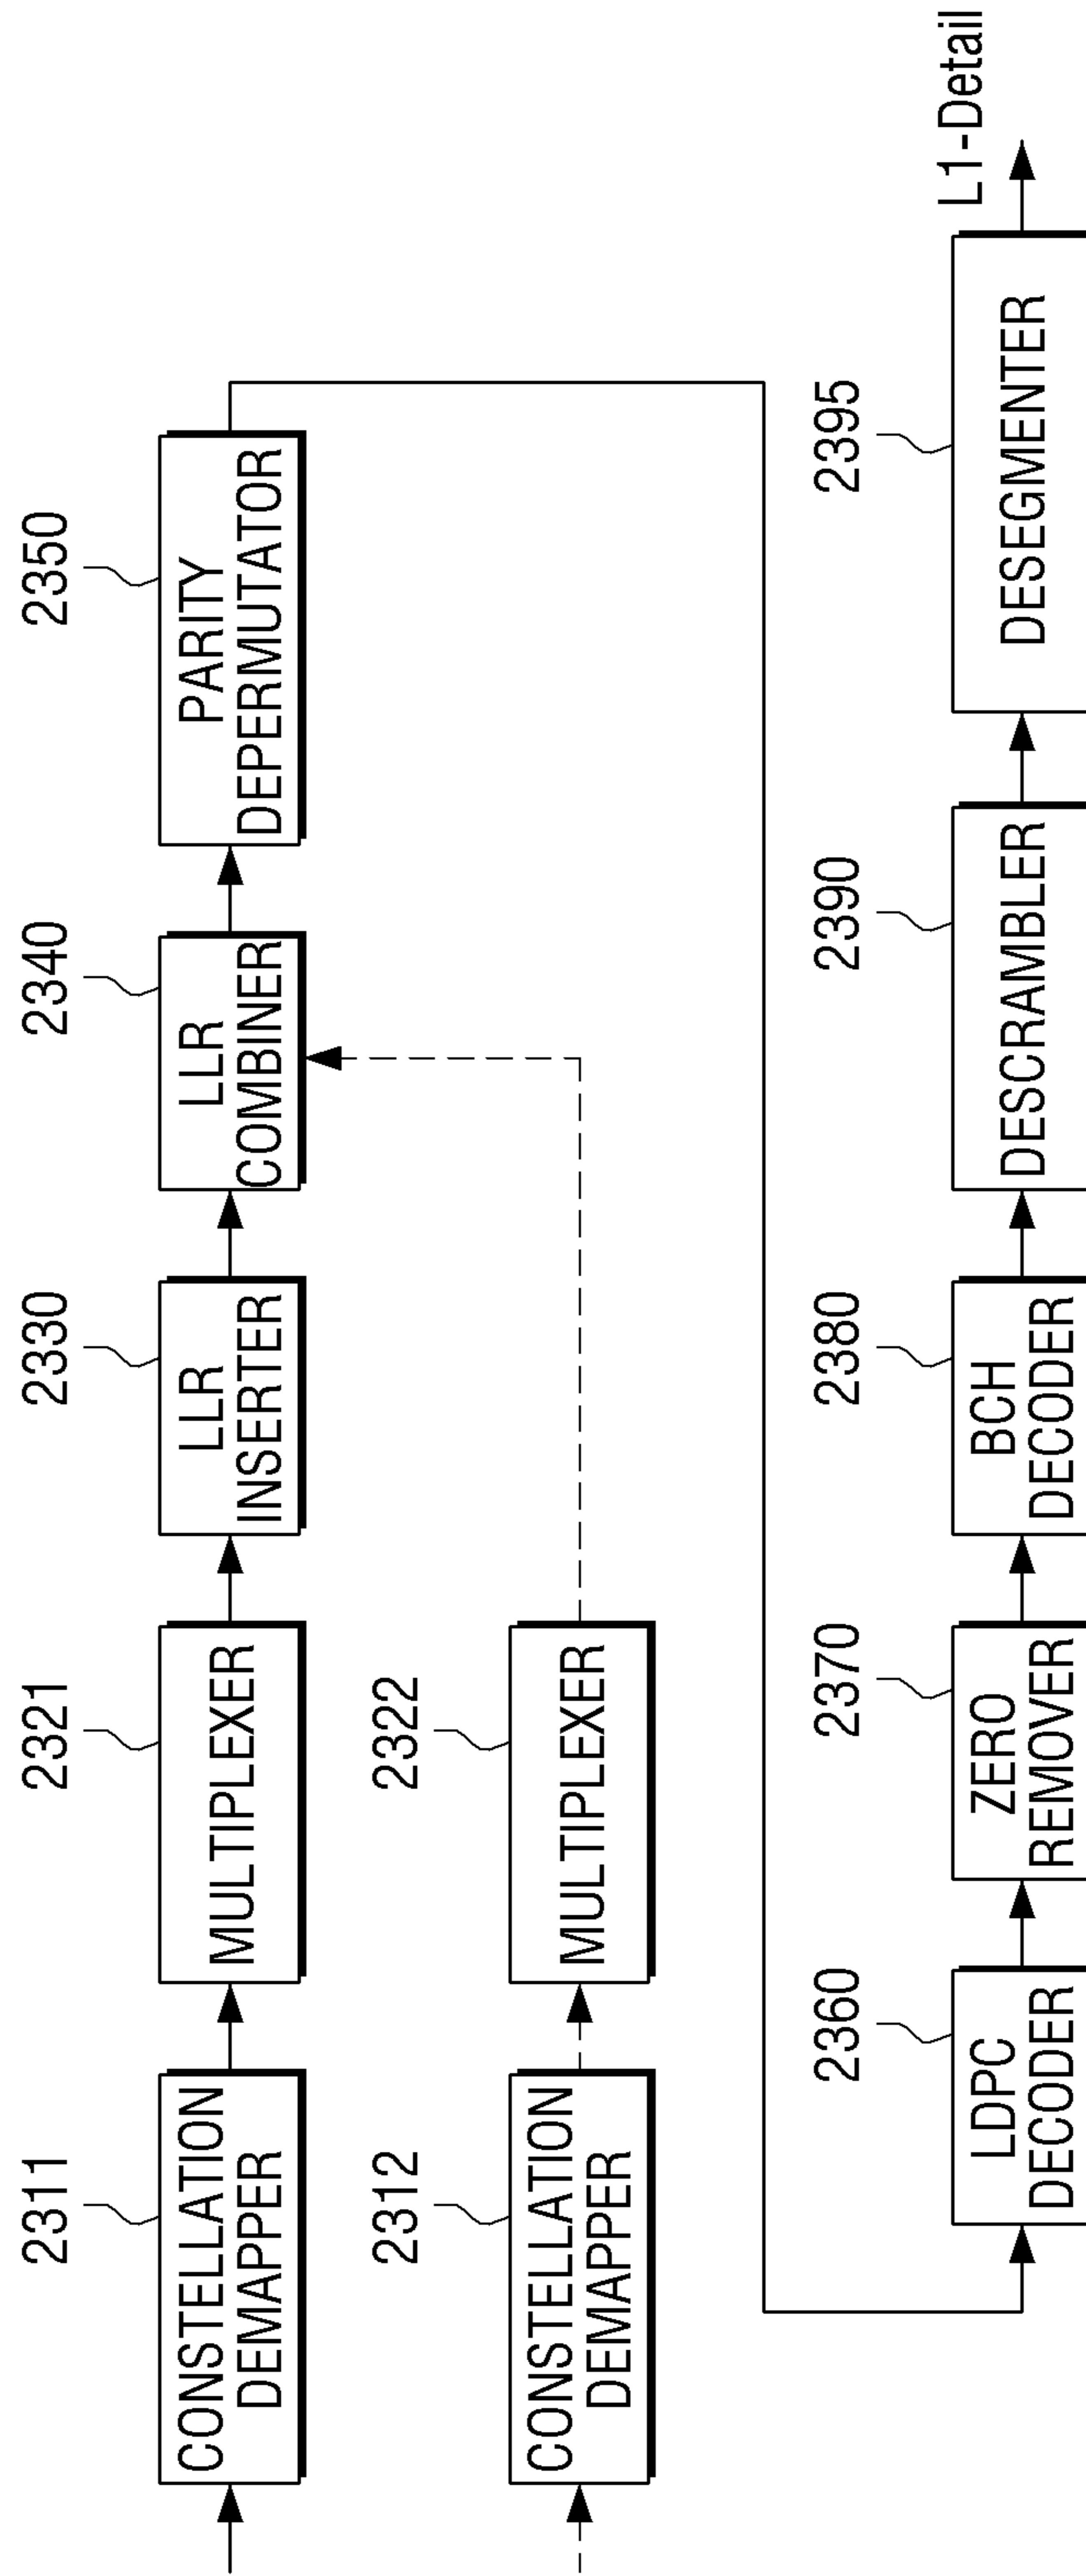 2311
CONSTELLATION
DEMAPPER
2321
MULTIPLEXER
2330
LLR
INSERTER
2340
LLR
COMBINER
2350
PARITY
DEPERMUTATOR
2312
CONSTELLATION
DEMAPPER
2322
MULTIPLEXER
2360
LDPC
DECODER
2370
ZERO
REMOVER
2380
BCH
DECODER
2390
DESCRAMBLER
2395
DESEGMENTER
L1-Detail